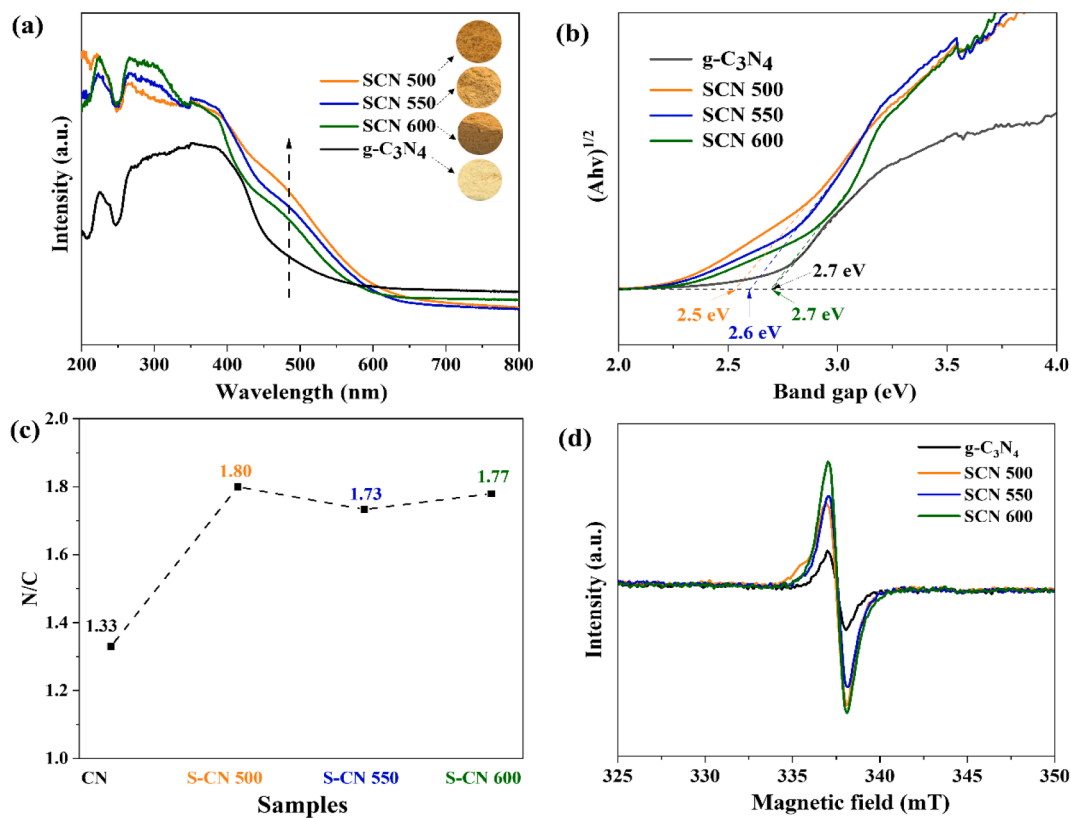 (a)
SCN 500
SCN 550
SCN 600
g-C₃N₄
Intensity (a.u.)
200 300 400 500 600 700 800
Wavelength (nm)
(b)
g-C₃N₄
SCN 500
SCN 550
SCN 600
(Ahν)^1/2
2.7 eV
2.5 eV
2.7 eV
2.6 eV
2.0 2.5 3.0 3.5 4.0
Band gap (eV)
(c)
2.0
1.8
1.6
1.4
1.2
1.0
N/C
1.33
1.80
1.73
1.77
CN S-CN 500 S-CN 550 S-CN 600
Samples
(d)
g-C₃N₄
SCN 500
SCN 550
SCN 600
Intensity (a.u.)
325 330 335 340 345 350
Magnetic field (mT)